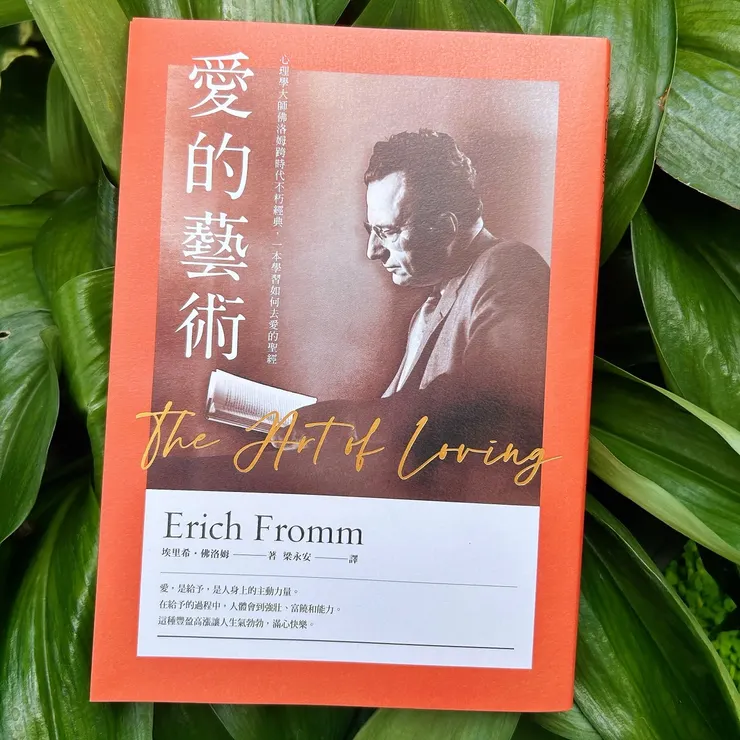 愛的藝術
心理學大師佛洛姆跨時代不朽經典，一本學習如何去愛的聖經
The Art of Loving
Erich Fromm
埃里希·佛洛姆——著 梁永安——譯
愛，是給予，是人身上的主動力量。
在給予的過程中，人體會到強壯、富饒和能力。
這種豐盈高漲讓人生氣勃勃，滿心快樂。